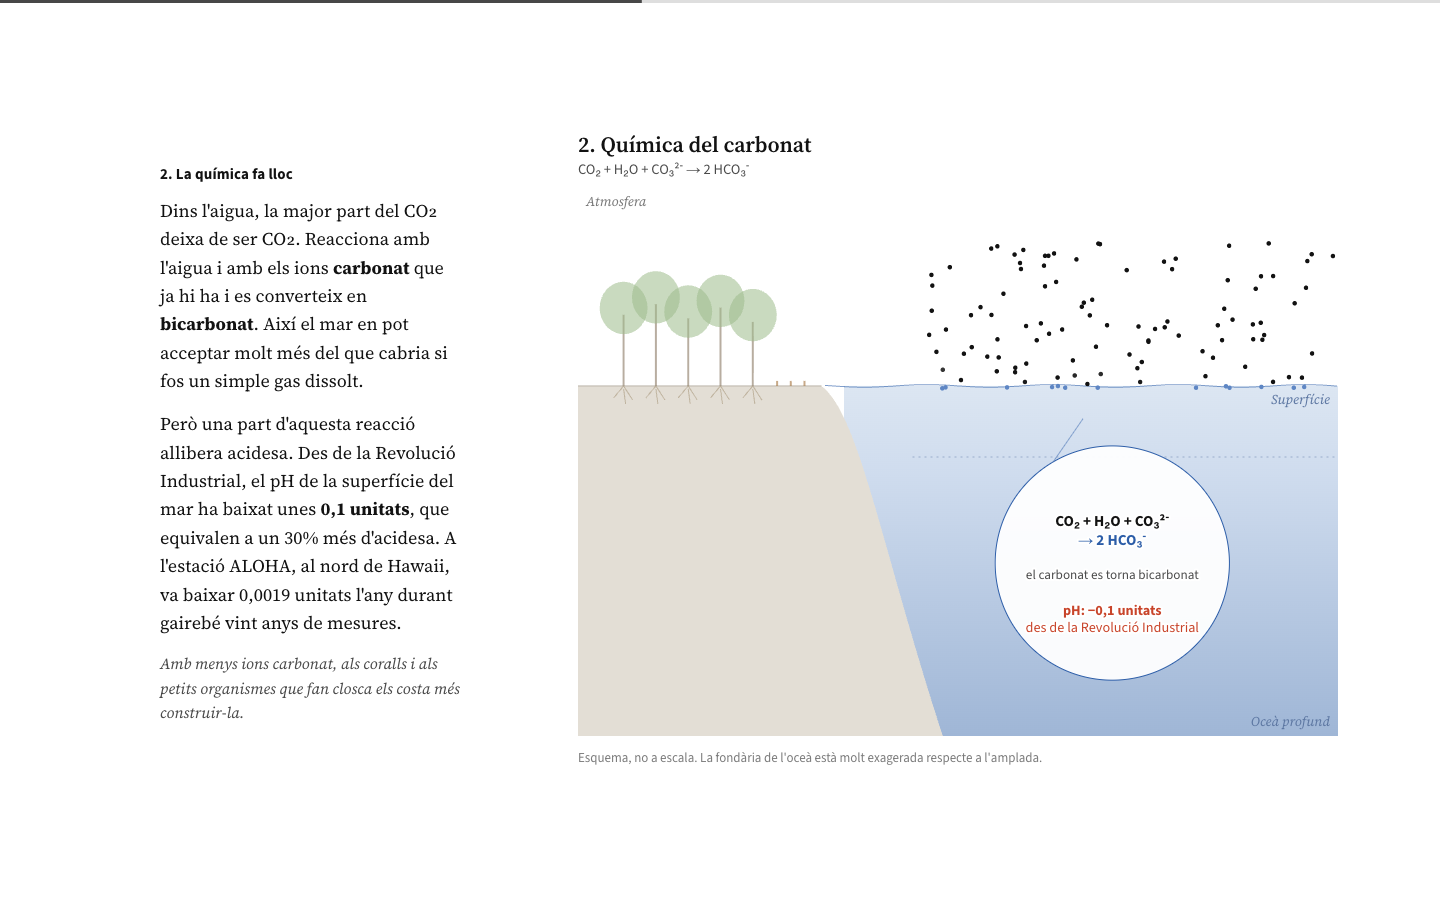 2. La química fa lloc
Dins l'aigua, la major part del CO₂
deixa de ser CO₂. Reacciona amb
l'aigua i amb els ions carbonat que
ja hi ha i es converteix en
bicarbonat. Així el mar en pot
acceptar molt més del que cabria si
fos un simple gas dissolt.
Però una part d'aquesta reacció
allibera acidesa. Des de la Revolució
Industrial, el pH de la superfície del
mar ha baixat unes 0,1 unitats, que
equivalen a un 30% més d'acidesa. A
l'estació ALOHA, al nord de Hawaii,
va baixar 0,0019 unitats l'any durant
gairebé vint anys de mesures.
Amb menys ions carbonat, als coralls i als
petits organismes que fan closca els costa més
construir-la.
2. Química del carbonat
CO₂ + H₂O + CO₃²⁻ → 2 HCO₃⁻
Atmosfera
Superfície
CO₂ + H₂O + CO₃²⁻
→ 2 HCO₃⁻
el carbonat es torna bicarbonat
pH: −0,1 unitats
des de la Revolució Industrial
Oceà profund
Esquema, no a escala. La fondària de l'oceà està molt exagerada respecte a l'amplada.